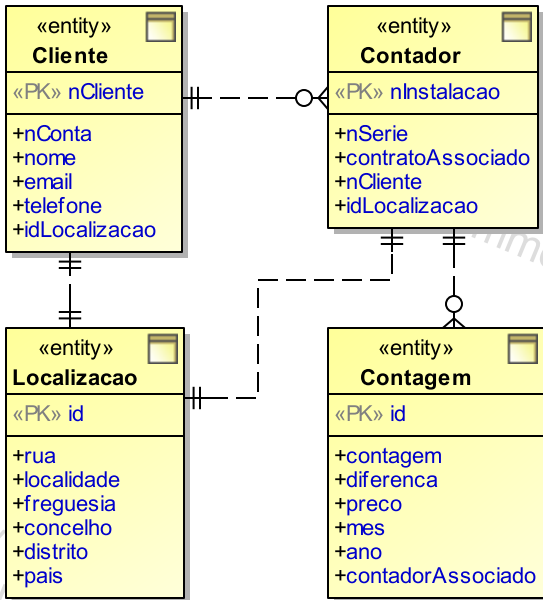 «entity»
Cliente
«PK» nCliente
+nConta
+nome
+email
+telefone
+idLocalizacao
«entity»
Contador
«PK» nInstalacao
+nSerie
+contratoAssociado
+nCliente
+idLocalizacao
«entity»
Localizacao
«PK» id
+rua
+localidade
+freguesia
+concelho
+distrito
+pais
«entity»
Contagem
«PK» id
+contagem
+diferenca
+preco
+mes
+ano
+contadorAssociado